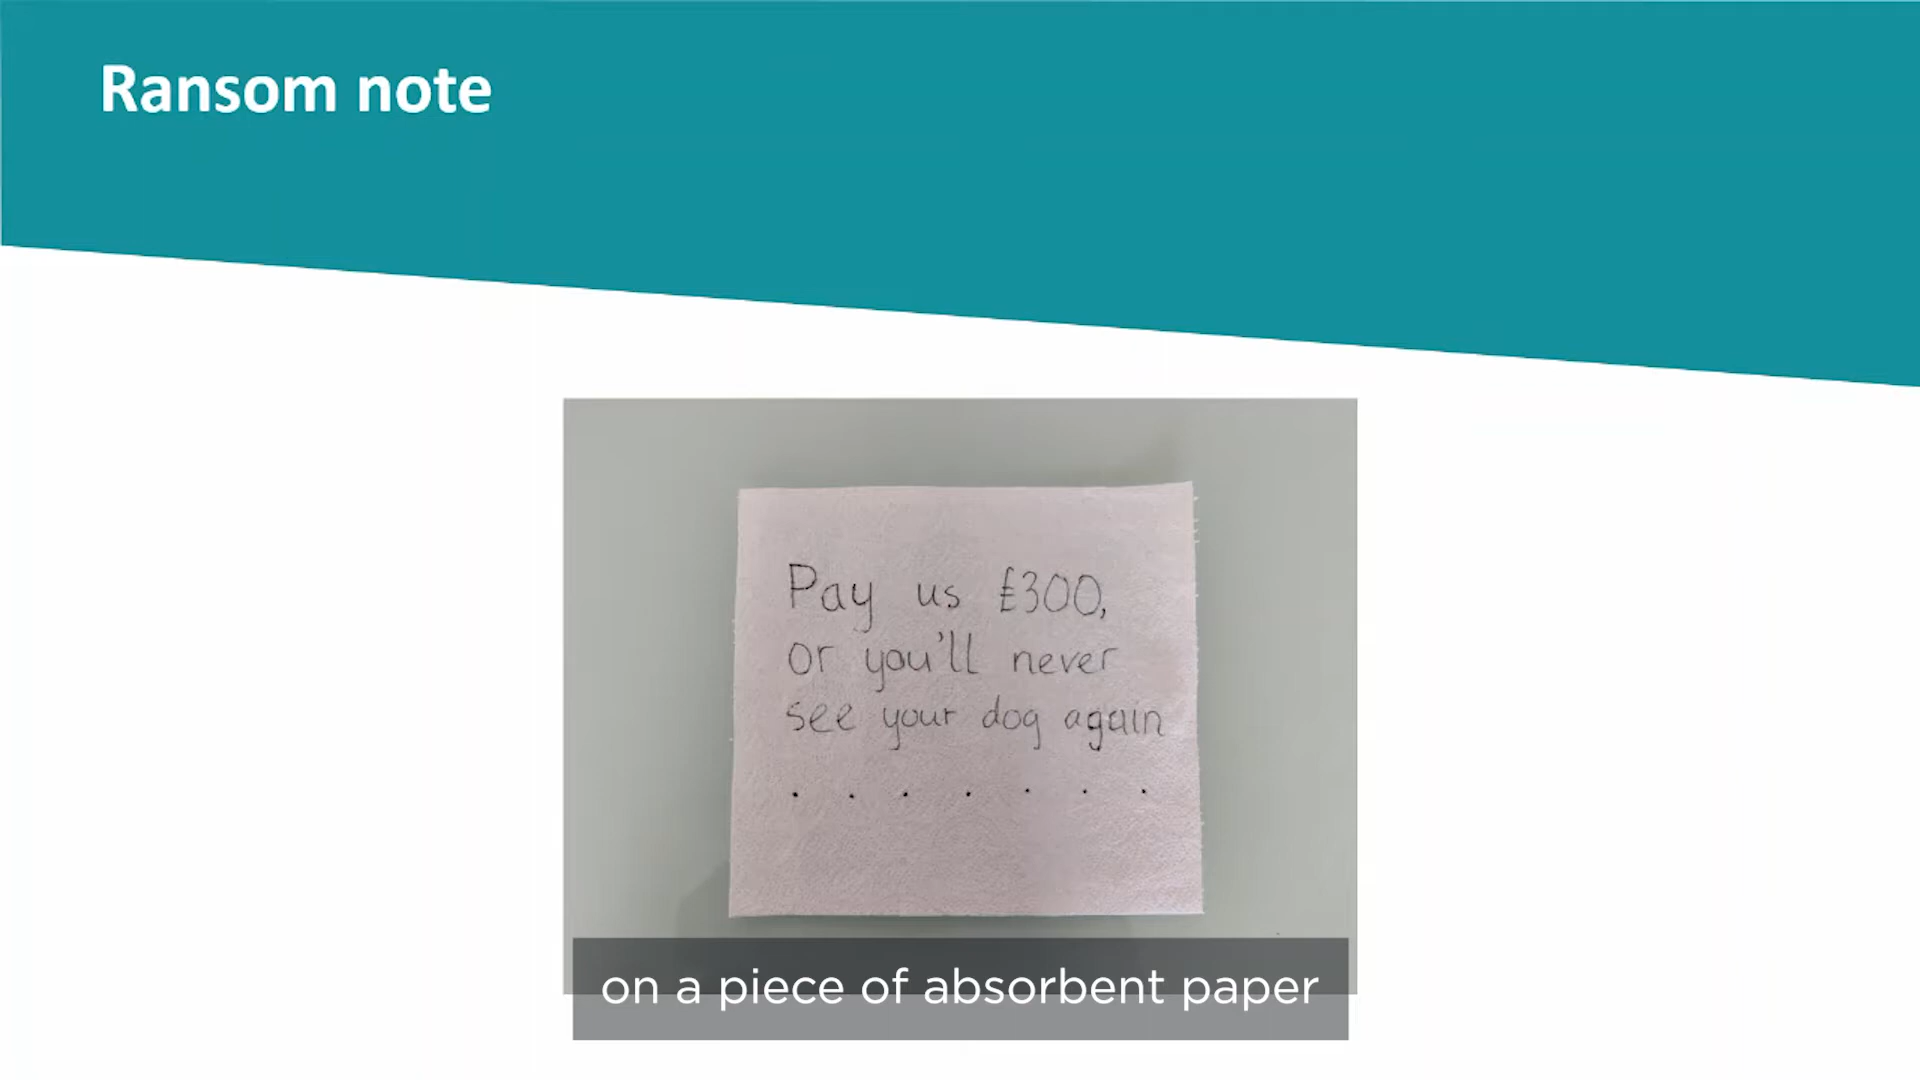 Ransom note
Pay us £300,
or you'll never
see your dog again
. . . . . . .
on a piece of absorbent paper